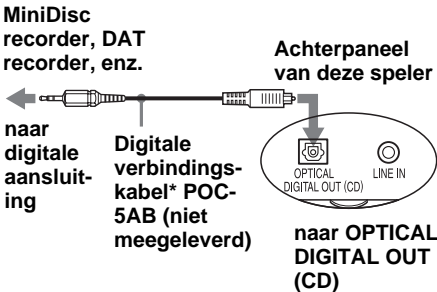 MiniDisc
recorder, DAT
recorder, enz.
Achterpaneel
van deze speler
naar
digitale
aansluit-
ing
Digitale
verbindings-
kabel* POC-
5AB (niet
meegeleverd)
OPTICAL
DIGITAL OUT (CD)
LINE IN
naar OPTICAL
DIGITAL OUT
(CD)